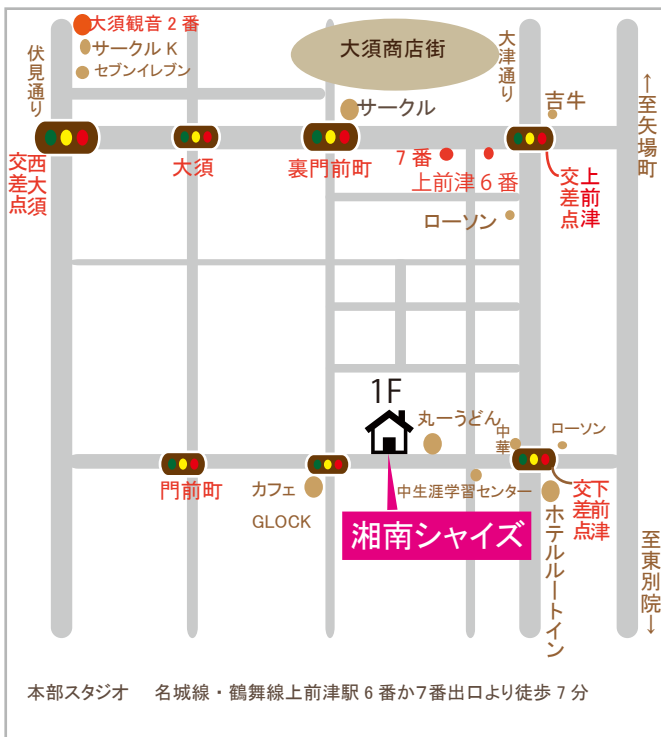 大須観音２番
サークルＫ
セブンイレブン
伏見通り
大須商店街
大津通り
吉牛
←至矢場町
サークル
西大須
交差点
大須
裏門前町
７番
上前津６番
上前津
交差点
ローソン
1F
丸一うどん
中華
ローソン
門前町
カフェ
GLOCK
中生涯学習センター
下前津
交差点
湘南シャイズ
ホテルルートイン
至東別院→
本部スタジオ　名城線・鶴舞線上前津駅６番か７番出口より徒歩７分